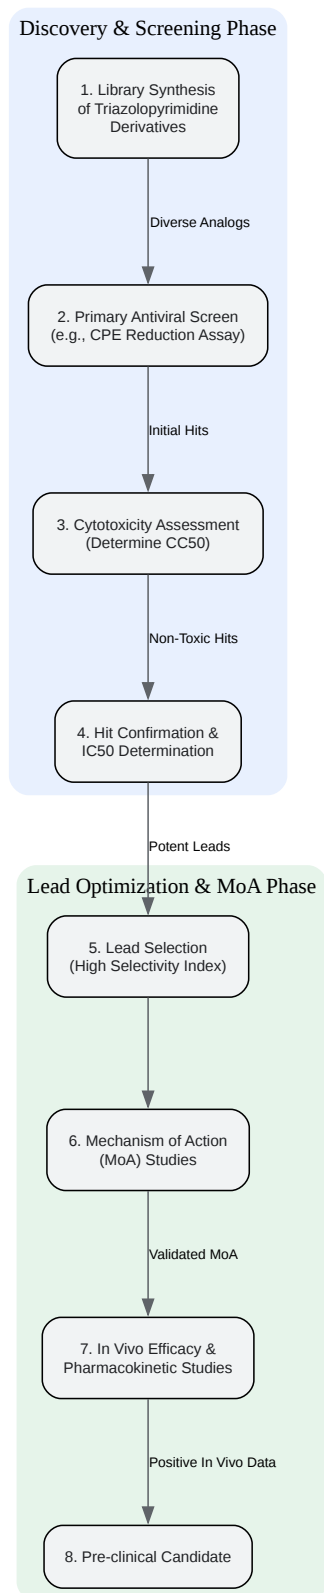 Discovery & Screening Phase
1. Library Synthesis
of Triazolopyrimidine
Derivatives
Diverse Analogs
2. Primary Antiviral Screen
(e.g., CPE Reduction Assay)
Initial Hits
3. Cytotoxicity Assessment
(Determine CC50)
Non-Toxic Hits
4. Hit Confirmation &
IC50 Determination
Potent Leads
Lead Optimization & MoA Phase
5. Lead Selection
(High Selectivity Index)
6. Mechanism of Action
(MoA) Studies
Validated MoA
7. In Vivo Efficacy &
Pharmacokinetic Studies
Positive In Vivo Data
8. Pre-clinical Candidate